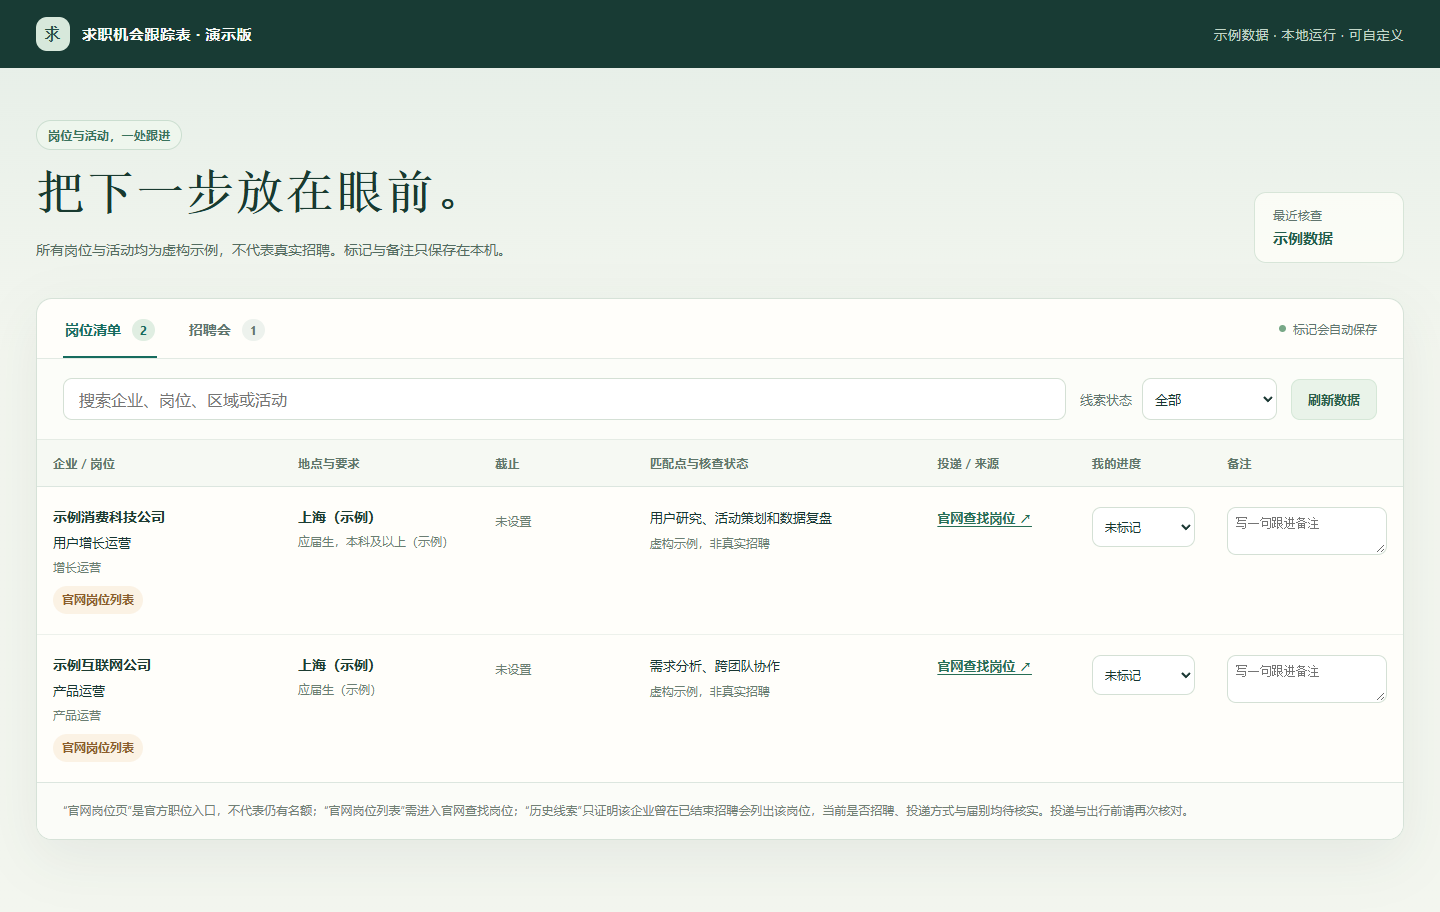 求 求职机会跟踪表 · 演示版
示例数据 · 本地运行 · 可自定义
岗位与活动，一处跟进
把下一步放在眼前。
所有岗位与活动均为虚构示例，不代表真实招聘。标记与备注只保存在本机。
最近核查
示例数据
岗位清单 2 招聘会 1
标记会自动保存
搜索企业、岗位、区域或活动
线索状态 全部 刷新数据
企业 / 岗位 地点与要求 截止 匹配点与核查状态 投递 / 来源 我的进度 备注
示例消费科技公司
用户增长运营
增长运营
官网岗位列表
上海（示例）
应届生，本科及以上（示例）
未设置
用户研究、活动策划和数据复盘
虚构示例，非真实招聘
官网查找岗位 ↗
未标记
写一句跟进备注
示例互联网公司
产品运营
产品运营
官网岗位列表
上海（示例）
应届生（示例）
未设置
需求分析、跨团队协作
虚构示例，非真实招聘
官网查找岗位 ↗
未标记
写一句跟进备注
“官网岗位页”是官方职位入口，不代表仍有名额；“官网岗位列表”需进入官网查找岗位；“历史线索”只证明该企业曾在已结束招聘会列出该岗位，当前是否招聘、投递方式与届别均待核实。投递与出行前请再次核对。